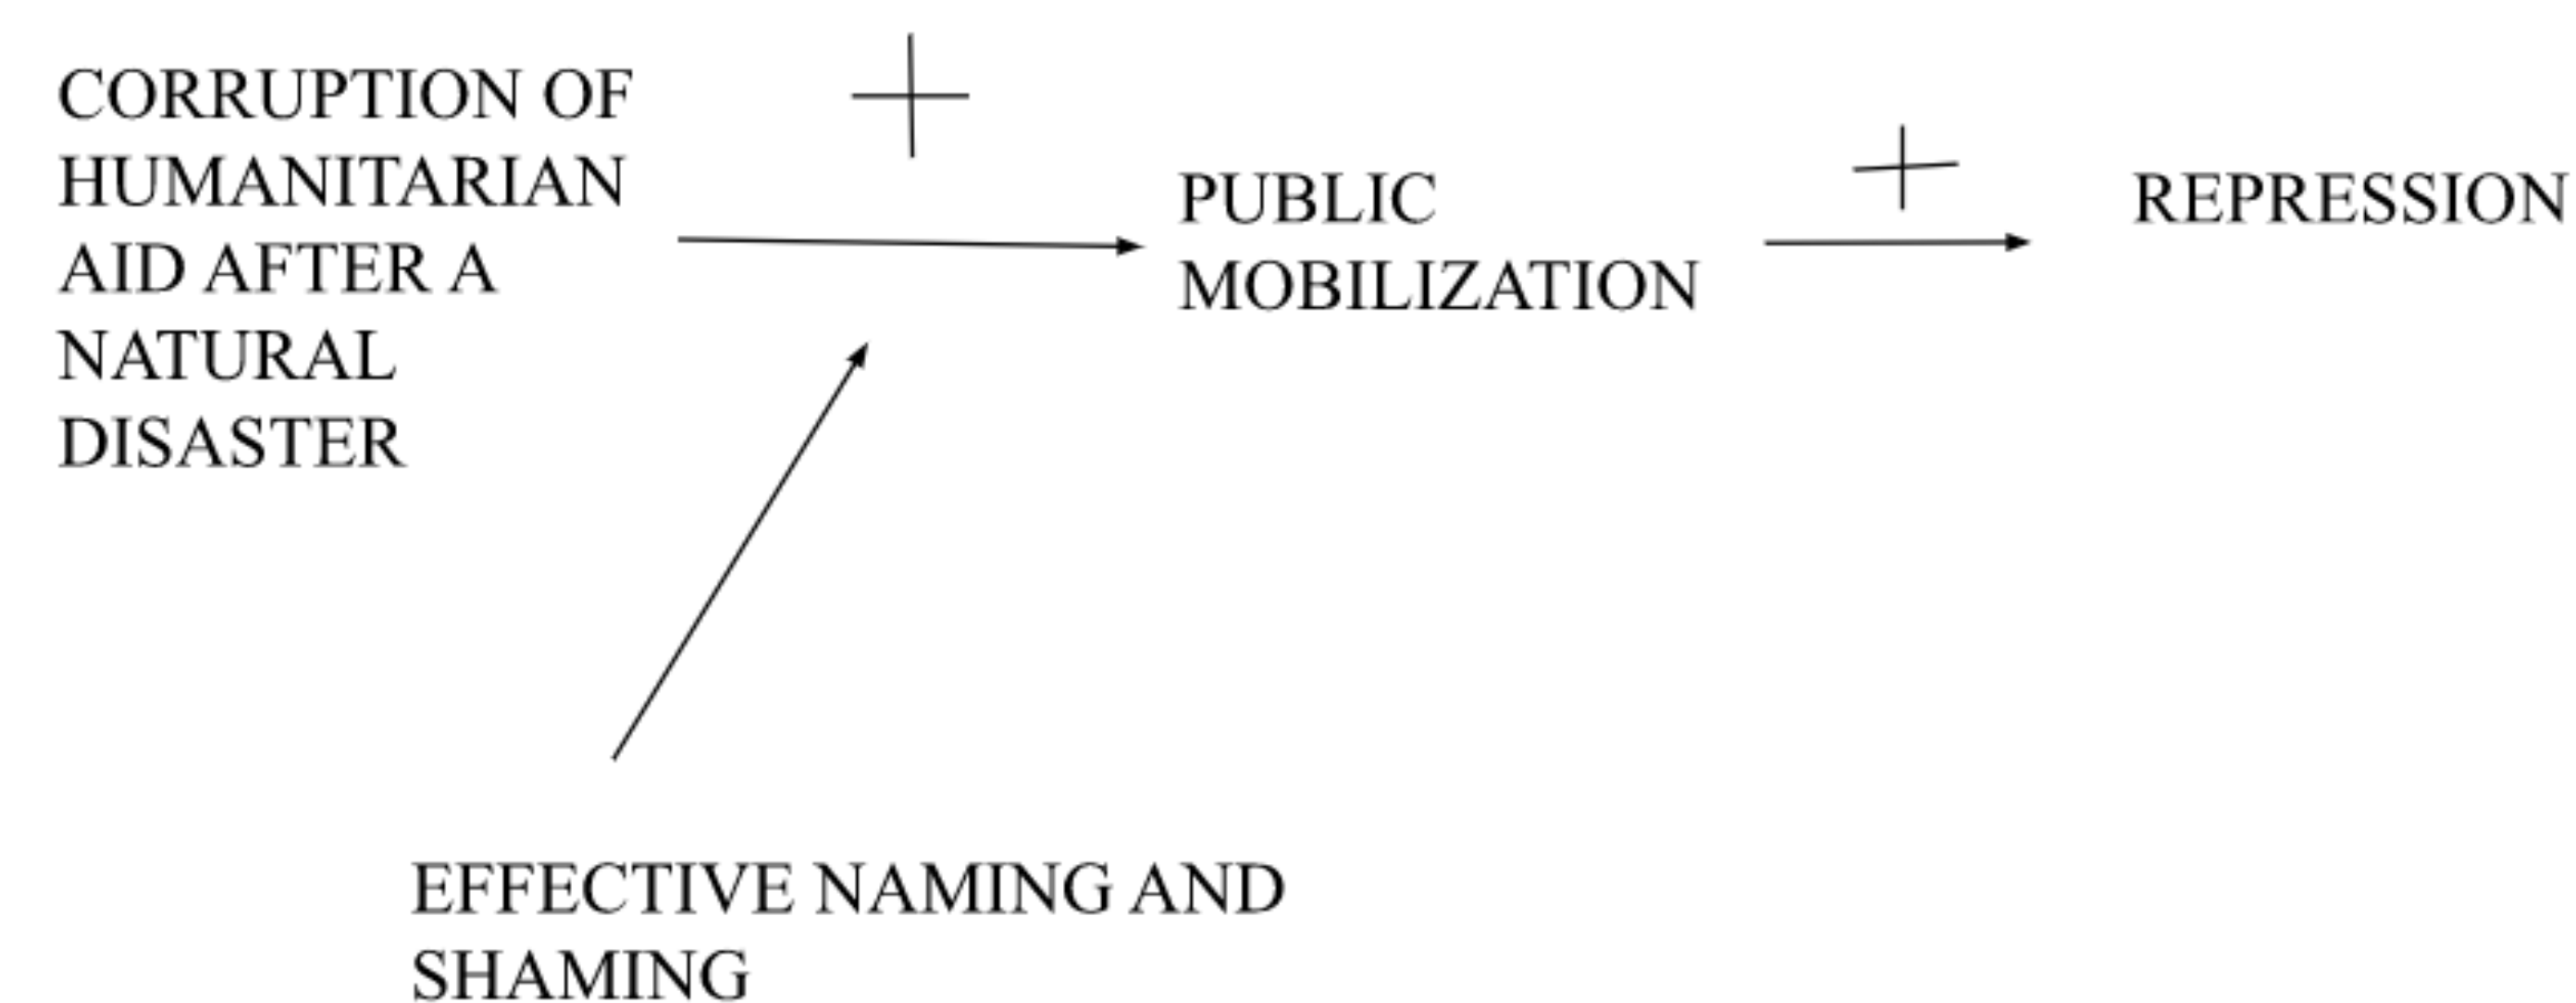 CORRUPTION OF
HUMANITARIAN
AID AFTER A
NATURAL
DISASTER
+
PUBLIC
MOBILIZATION
+
REPRESSION
EFFECTIVE NAMING AND
SHAMING